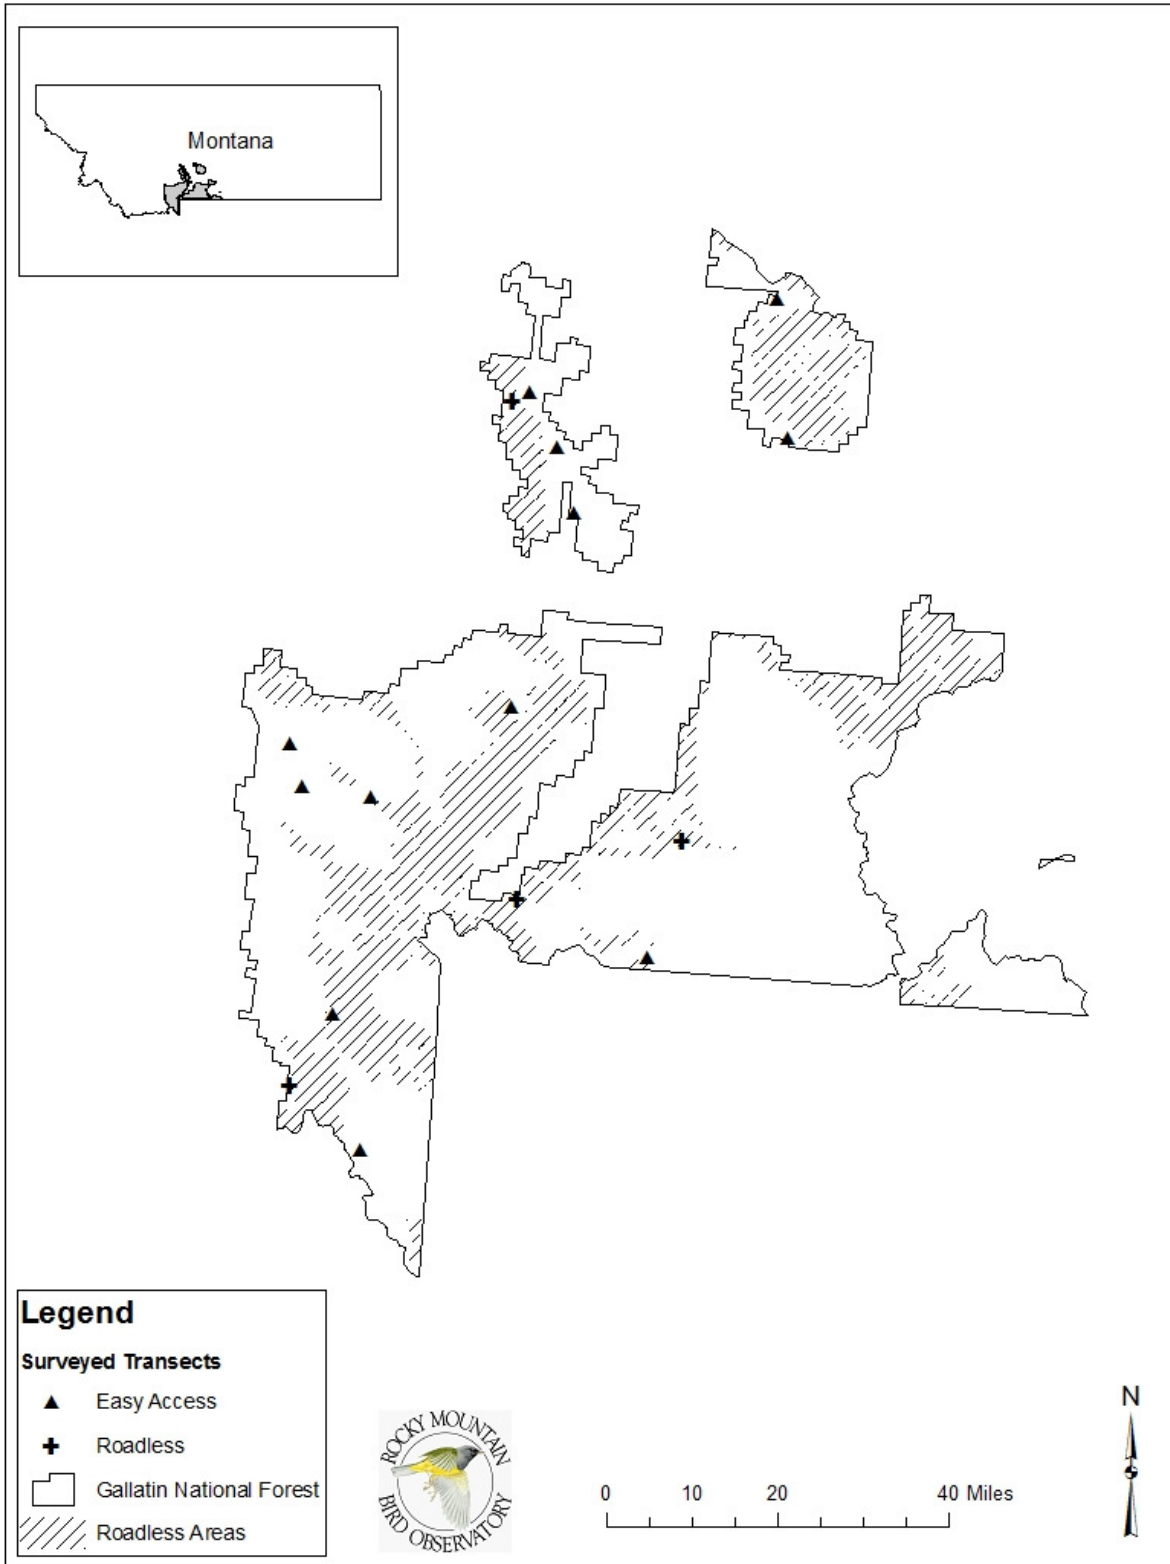 Montana
Legend
Surveyed Transects
Easy Access
Roadless
Gallatin National Forest
Roadless Areas
ROCKY MOUNTAIN
BIRD OBSERVATORY
0 10 20 40 Miles
N